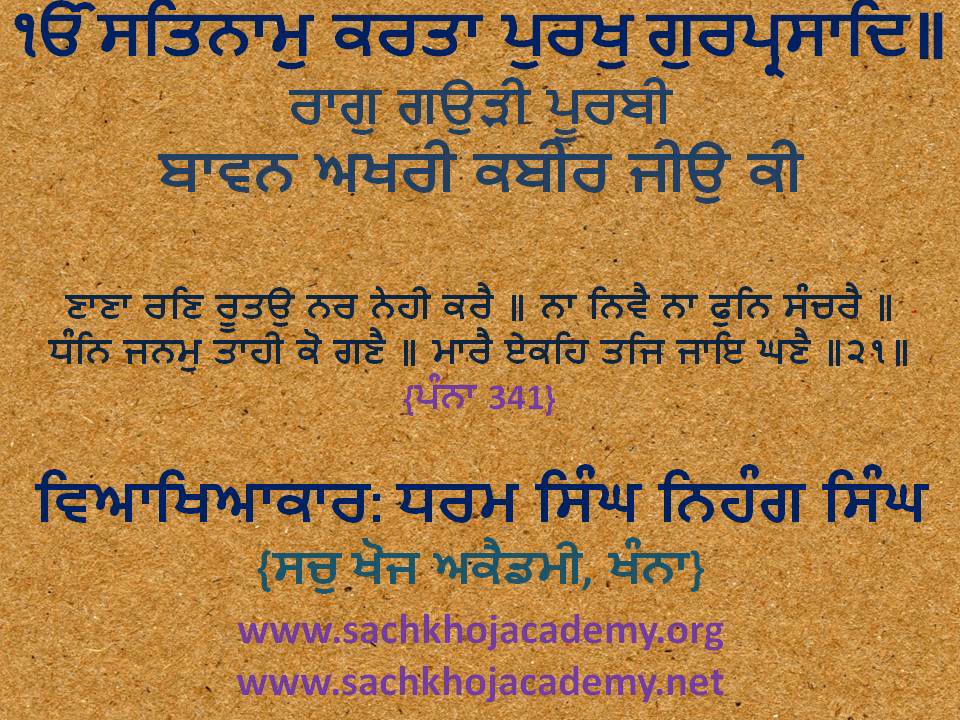 ੴ ਸਤਿਨਾਮੁ ਕਰਤਾ ਪੁਰਖੁ ਗੁਰਪ੍ਰਸਾਦਿ॥
ਰਾਗੁ ਗਉੜੀ ਪੂਰਬੀ
ਬਾਵਨ ਅਖਰੀ ਕਬੀਰ ਜੀਉ ਕੀ
ਣਾਣਾ ਰਣਿ ਰੂਤਉ ਨਰ ਨੇਹੀ ਕਰੈ ॥ ਨਾ ਨਿਵੈ ਨਾ ਫੁਨਿ ਸੰਚਰੈ ॥
ਧੰਨਿ ਜਨਮੁ ਤਾਹੀ ਕੋ ਗਣੈ ॥ ਮਾਰੈ ਏਕਹਿ ਤਜਿ ਜਾਇ ਘਣੈ ॥੨੧॥
{ਪੰਨਾ 341}
ਵਿਆਖਿਆਕਾਰ: ਧਰਮ ਸਿੰਘ ਨਿਹੰਗ ਸਿੰਘ
{ਸਚੁ ਖੋਜ ਅਕੈਡਮੀ, ਖੰਨਾ}
www.sachkhojacademy.org
www.sachkhojacademy.net